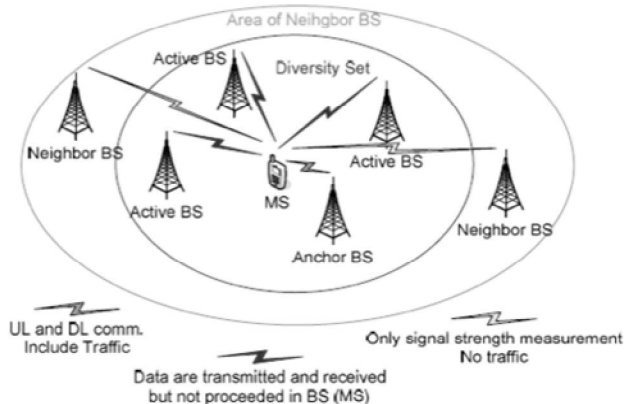 Area of Neihgbor BS
Active BS
Diversity Set
Neighbor BS
Active BS
Active BS
MS
Neighbor BS
Anchor BS
UL and DL comm.
Include Traffic
Only signal strength measurement
No traffic
Data are transmitted and received
but not proceeded in BS (MS)